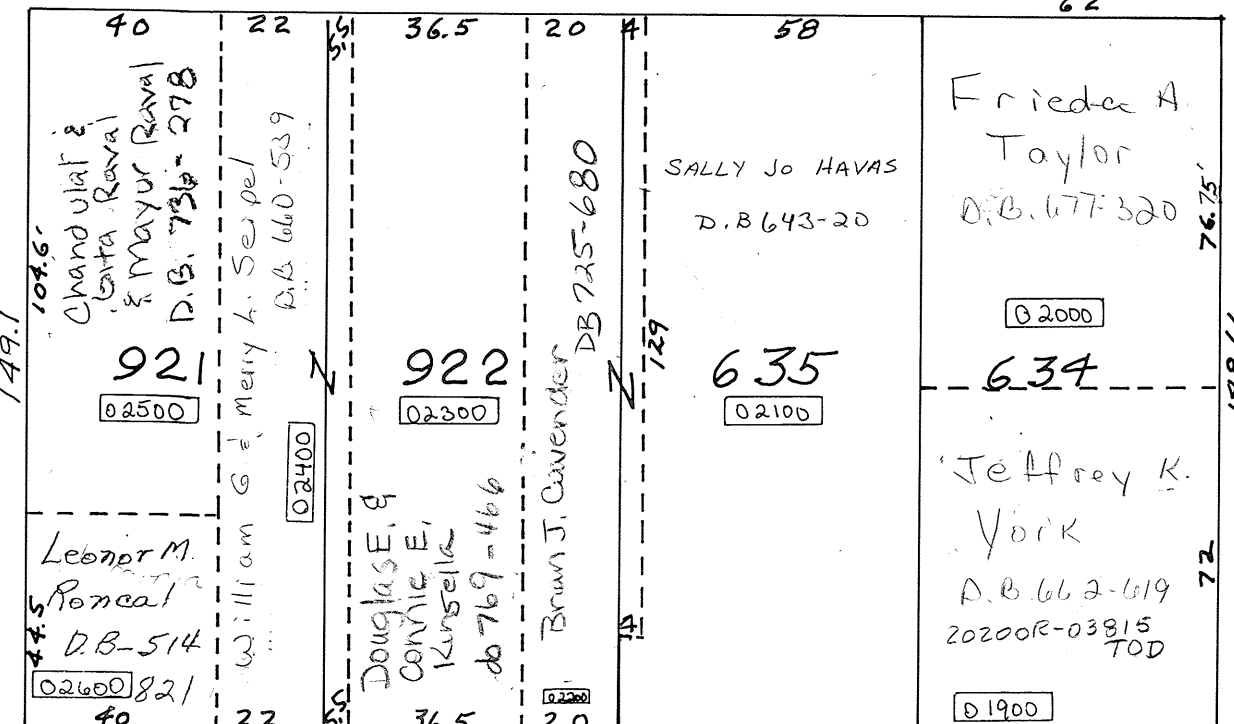 62
40 22 5.5 36.5 20 4 58
Chandulal &
Gita Raval
& Mayur Raval
D.B. 736-278
104.6
149.1
921
02500
Leonor M.
Roncal
D.B-514
821
44.5
02600
40
William G & Merry L. Serpel
D.B 660-539
02400
22
5.5
922
02300
Douglas E. &
Connie E.
Kinsella
db 769-466
36.5
Brian J. Cavender
DB 725-680
02200
20
129
4
SALLY JO HAVAS
D.B 643-20
635
02100
Frieda A.
Taylor
D.B. 677-320
76.75
02000
634
Jeffrey K.
York
D.B. 662-619
20200R-03815
TOD
72
01900